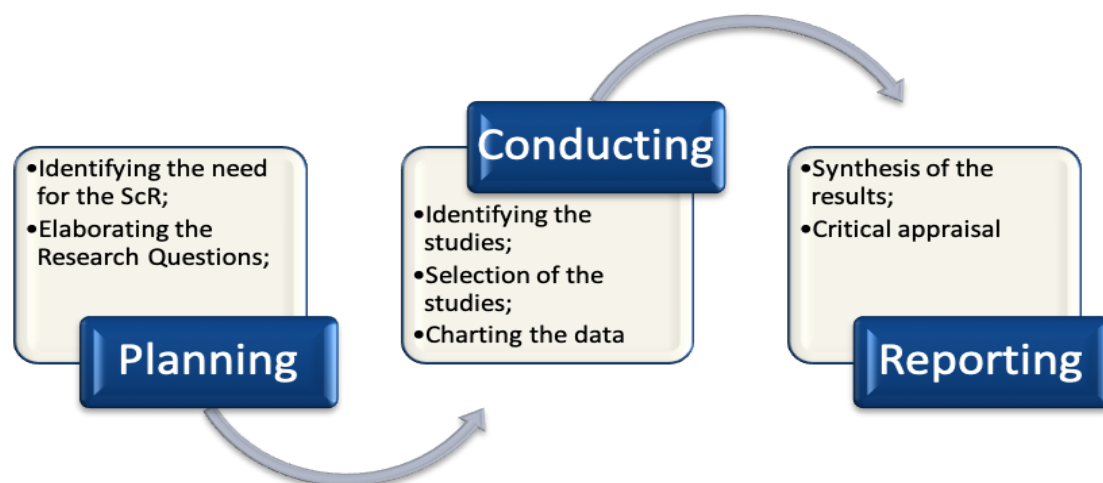 •Identifying the need
for the ScR;
•Elaborating the
Research Questions;
Planning
Conducting
•Identifying the
studies;
•Selection of the
studies;
•Charting the data
•Synthesis of the
results;
•Critical appraisal
Reporting